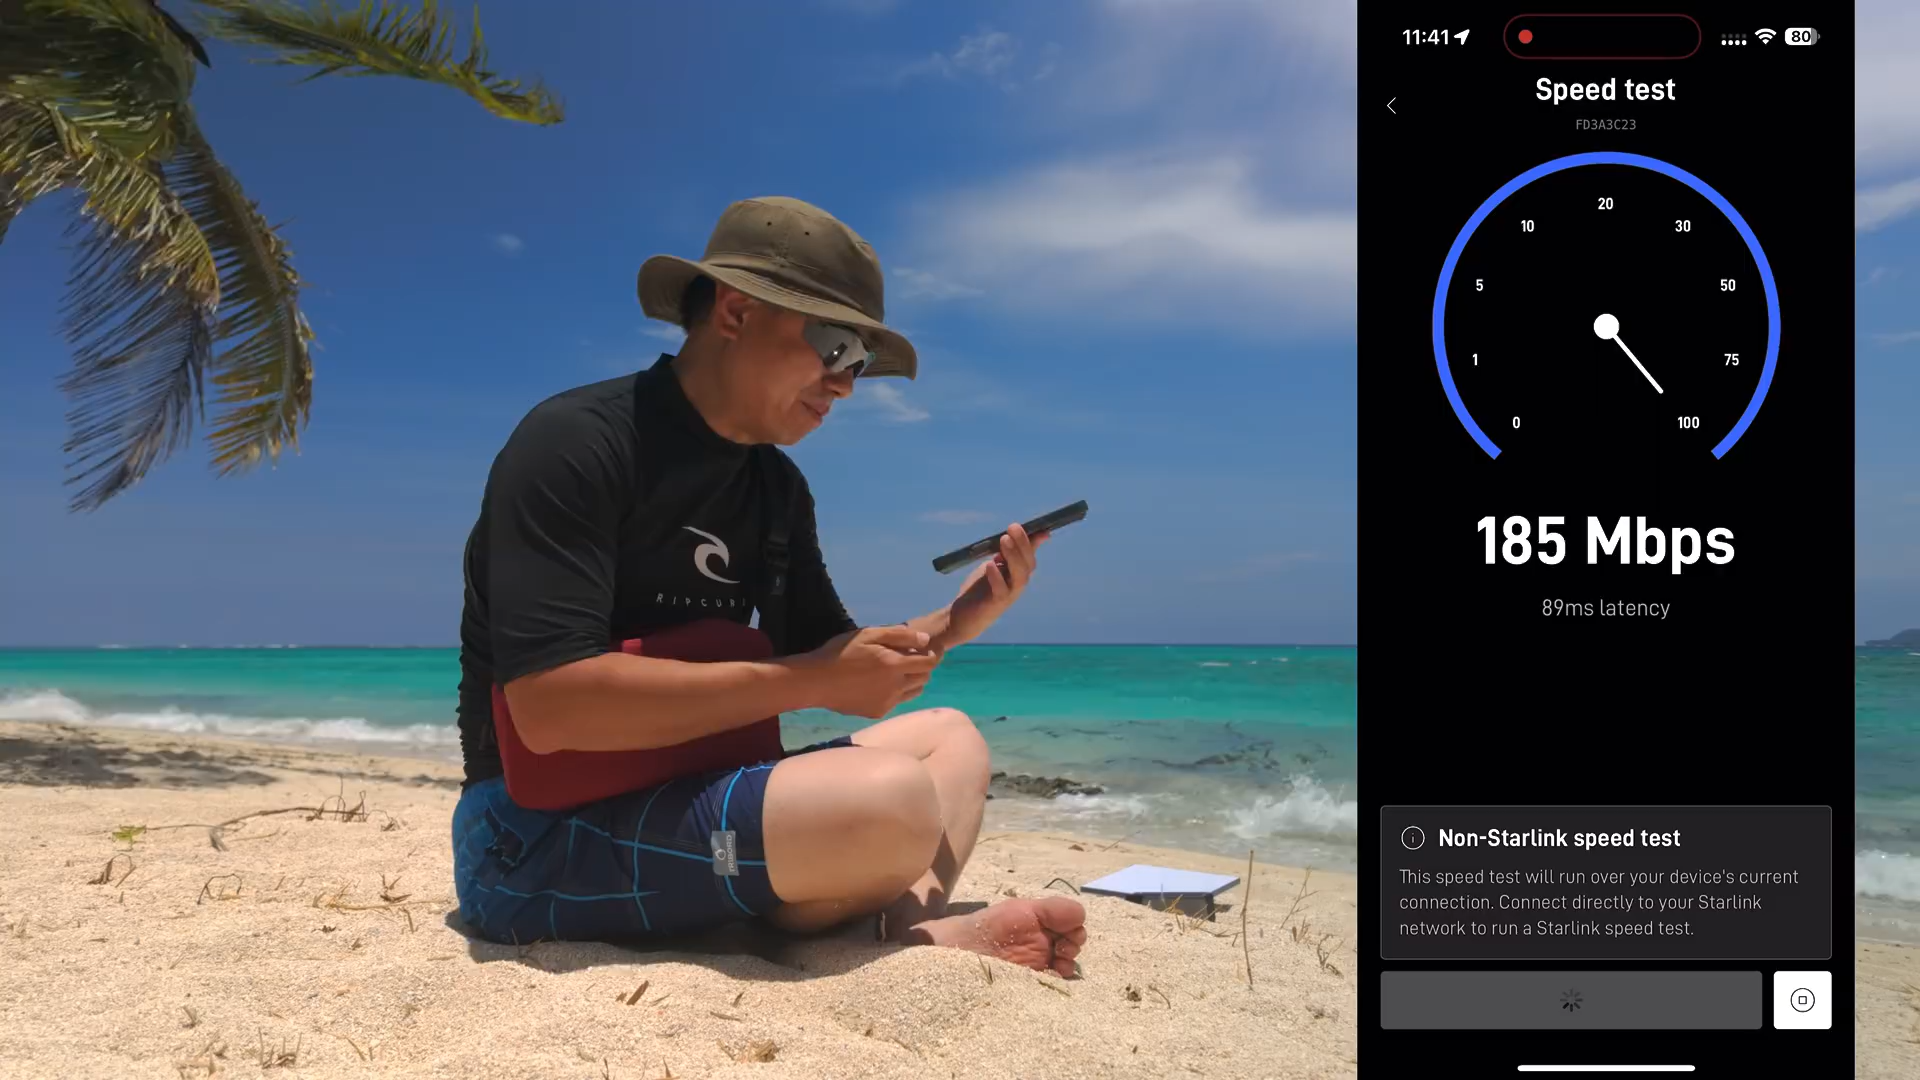 RIPCURL
11:41
80
Speed test
FD3A3C23
20
10
30
5
50
1
75
0
100
185 Mbps
89ms latency
Non-Starlink speed test
This speed test will run over your device's current
connection. Connect directly to your Starlink
network to run a Starlink speed test.